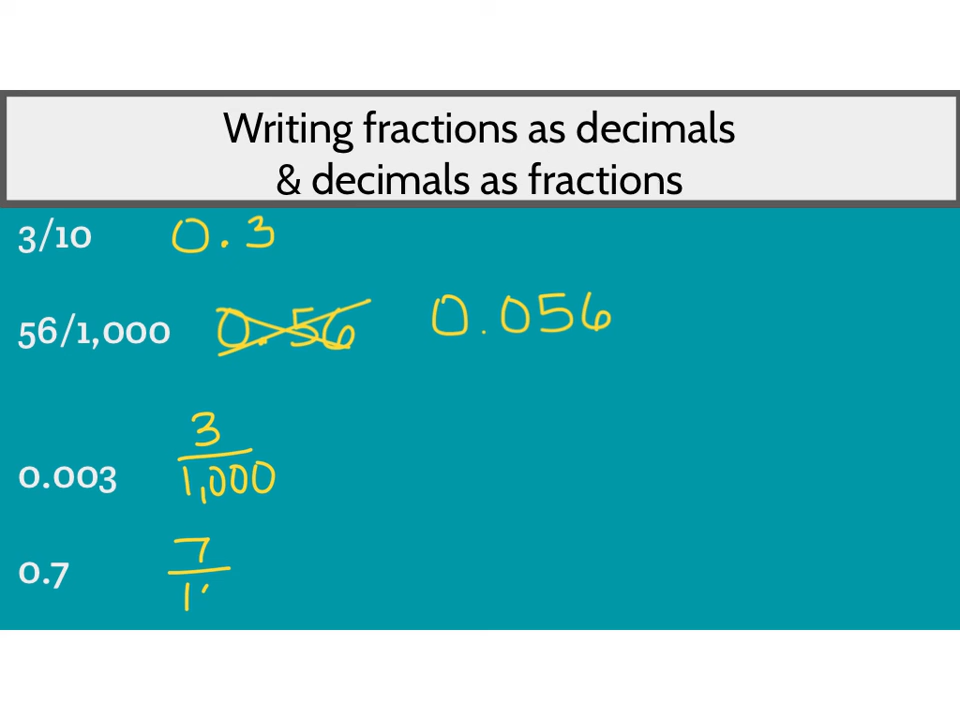 Writing fractions as decimals
& decimals as fractions
3/10 0.3
56/1,000 0.56 0.056
3
0.003 1,000
7
0.7 1